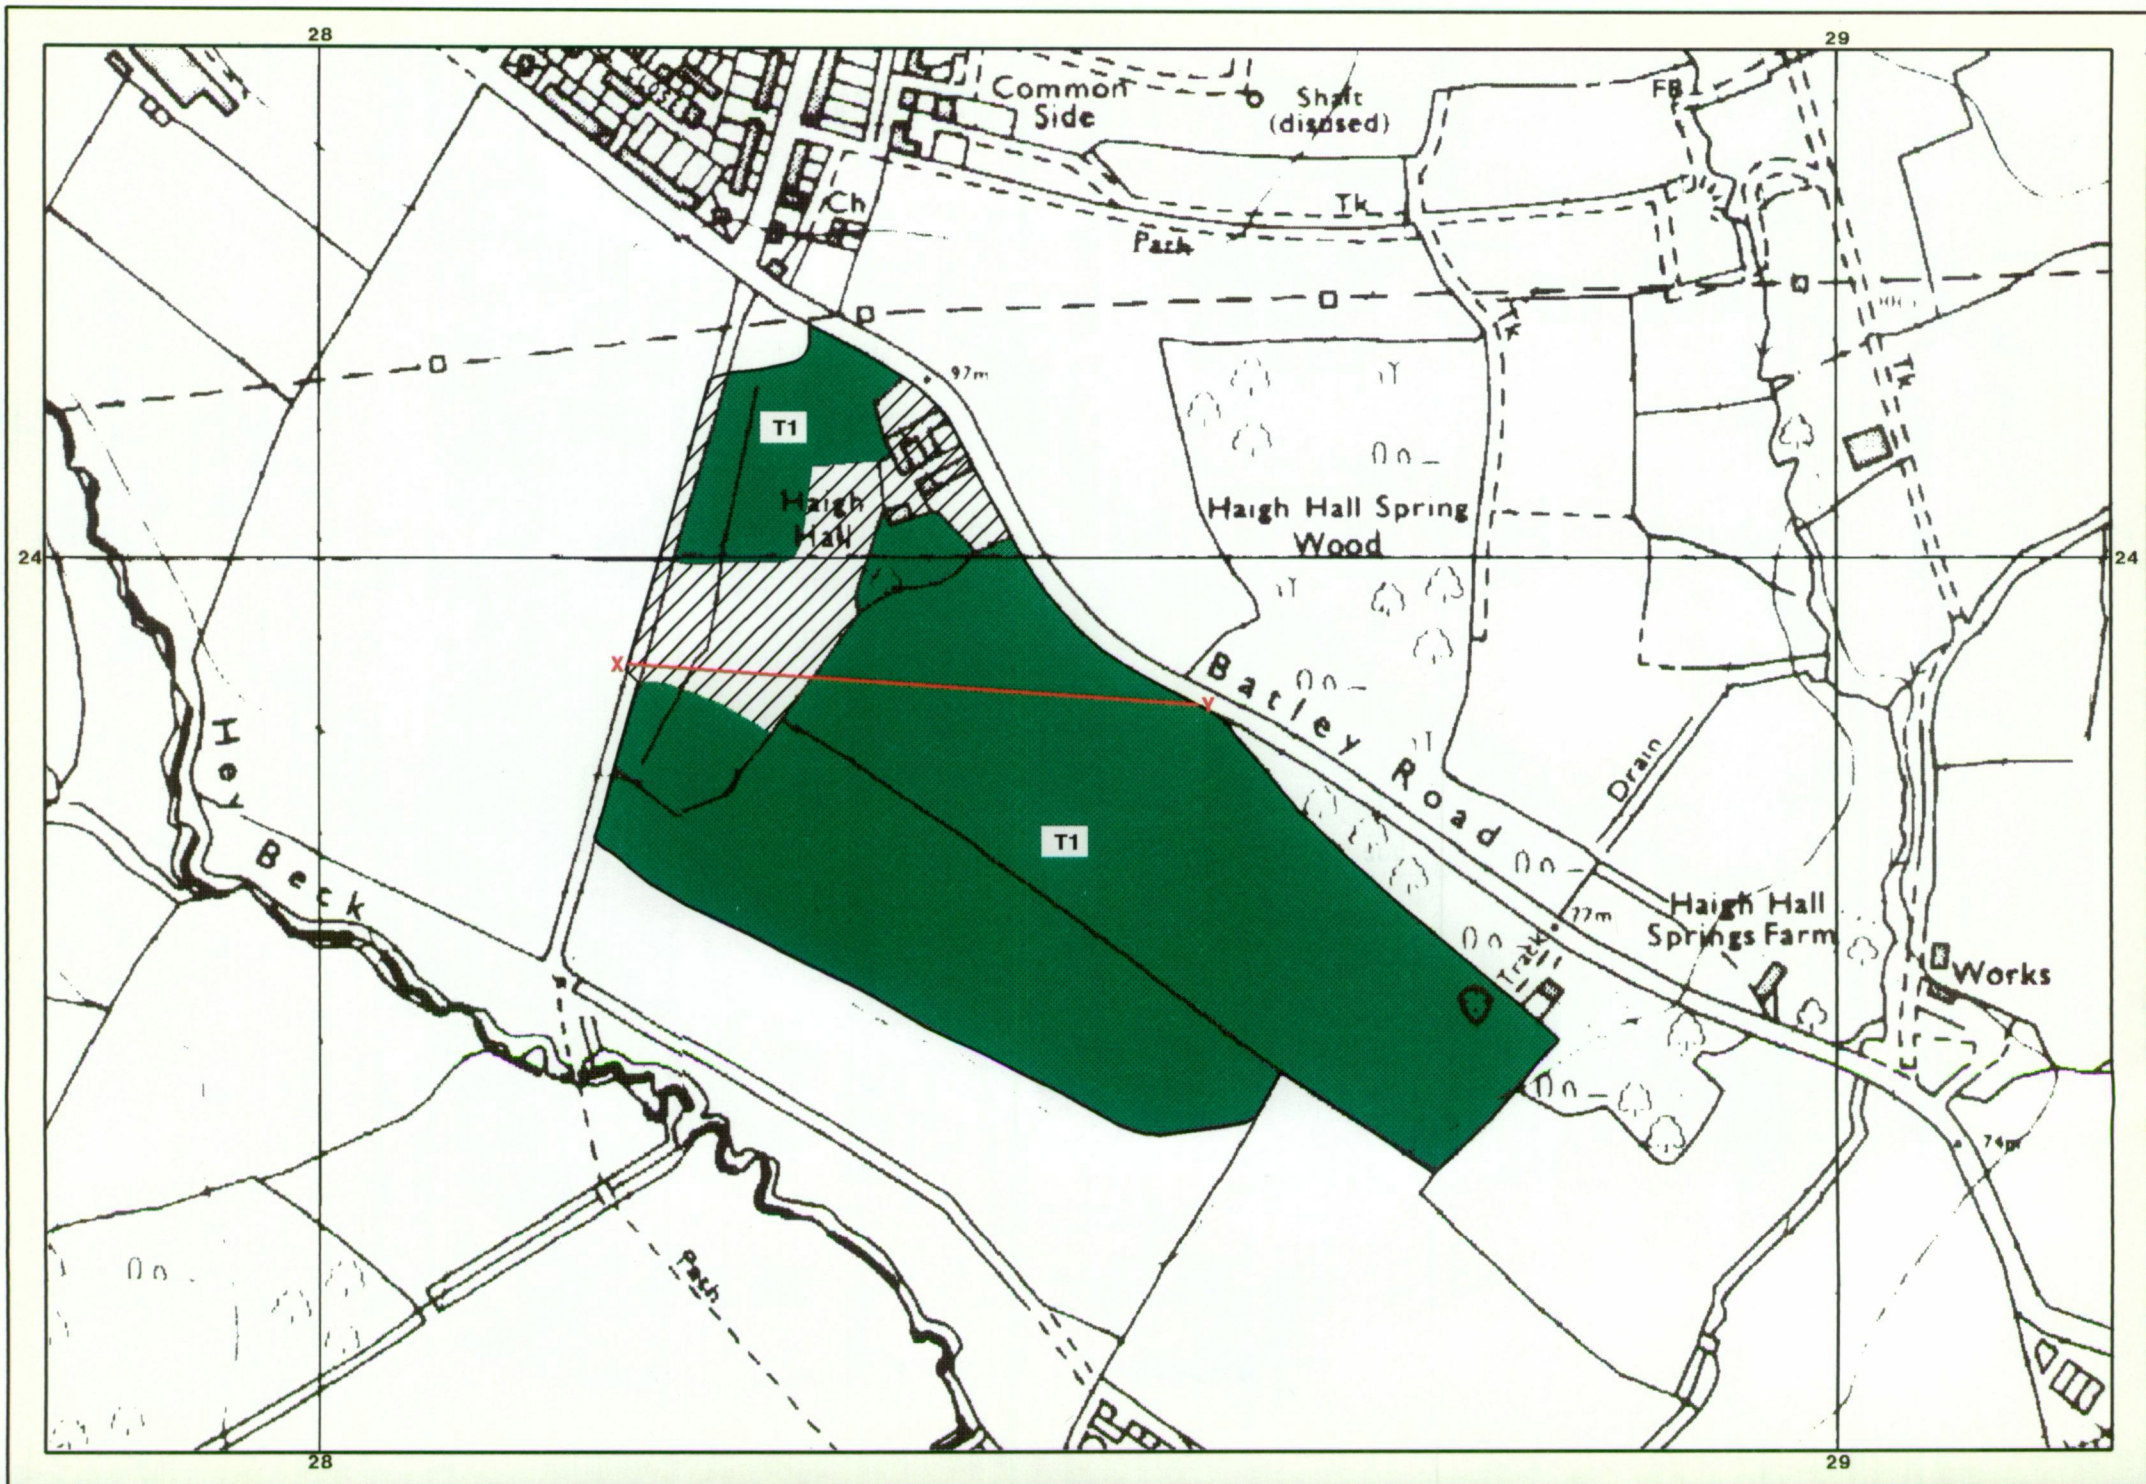 28
29
CLOSE
Common
Side
Shaft
(disused)
FB
Ch
Tk
Path
Tk
97m
Tk
T1
Haigh
Hall
Haigh Hall Spring
Wood
24
24
X
Y
Batley Road
Hey Beck
Drain
T1
77m
Haigh Hall
Springs Farm
Track
Works
74m
Path
28
29